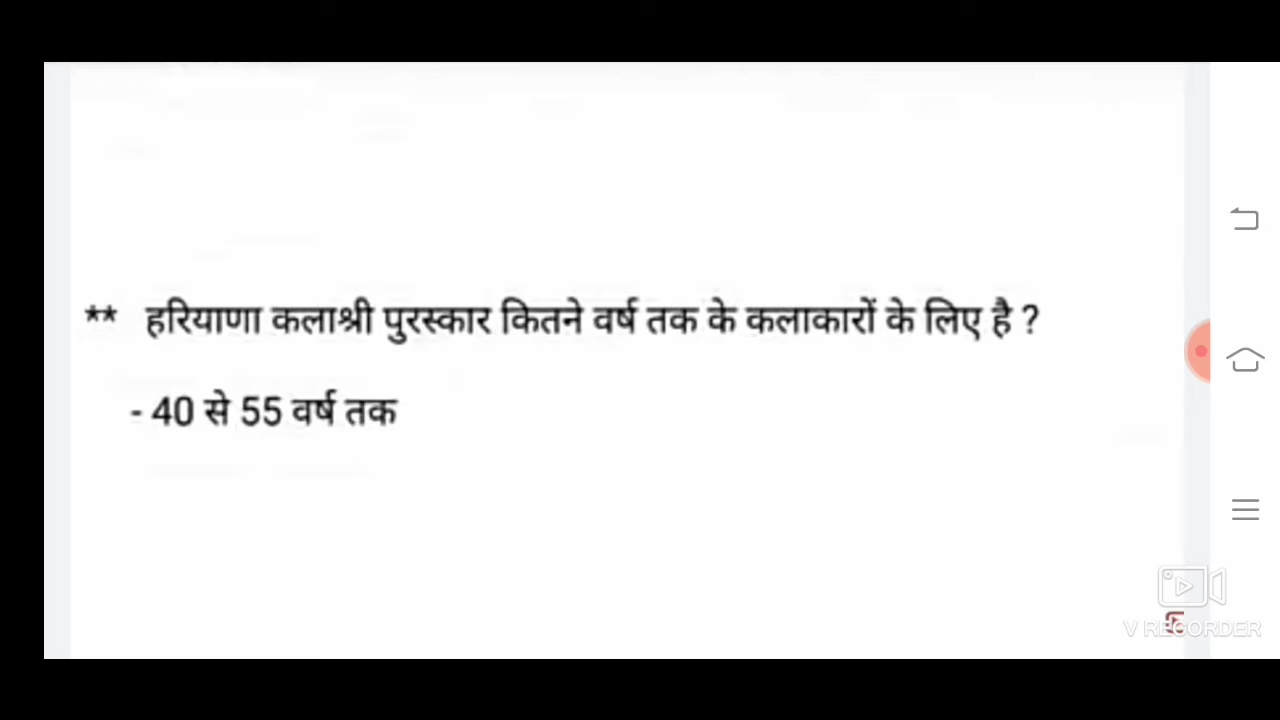 ** हरियाणा कलाश्री पुरस्कार कितने वर्ष तक के कलाकारों के लिए है ?
- 40 से 55 वर्ष तक
V RECORDER